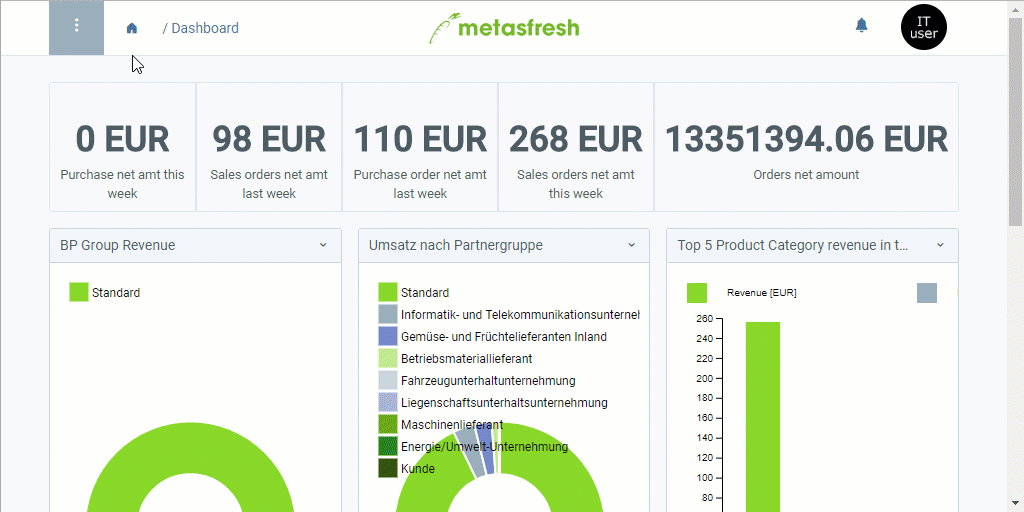 / Dashboard
metasfresh
IT
user
0 EUR
Purchase net amt this
week
98 EUR
Sales orders net amt
last week
110 EUR
Purchase order net amt
last week
268 EUR
Sales orders net amt
this week
13351394.06 EUR
Orders net amount
BP Group Revenue
Standard
Umsatz nach Partnergruppe
Standard
Informatik- und Telekommunikationsunterneh
Gemüse- und Früchtelieferanten Inland
Betriebsmateriallieferant
Fahrzeugunterhaltunternehmung
Liegenschaftsunterhaltsunternehmung
Maschinenlieferant
Energie/Umwelt-Unternehmung
Kunde
Top 5 Product Category revenue in t...
Revenue [EUR]
260
240
220
200
180
160
140
120
100
80